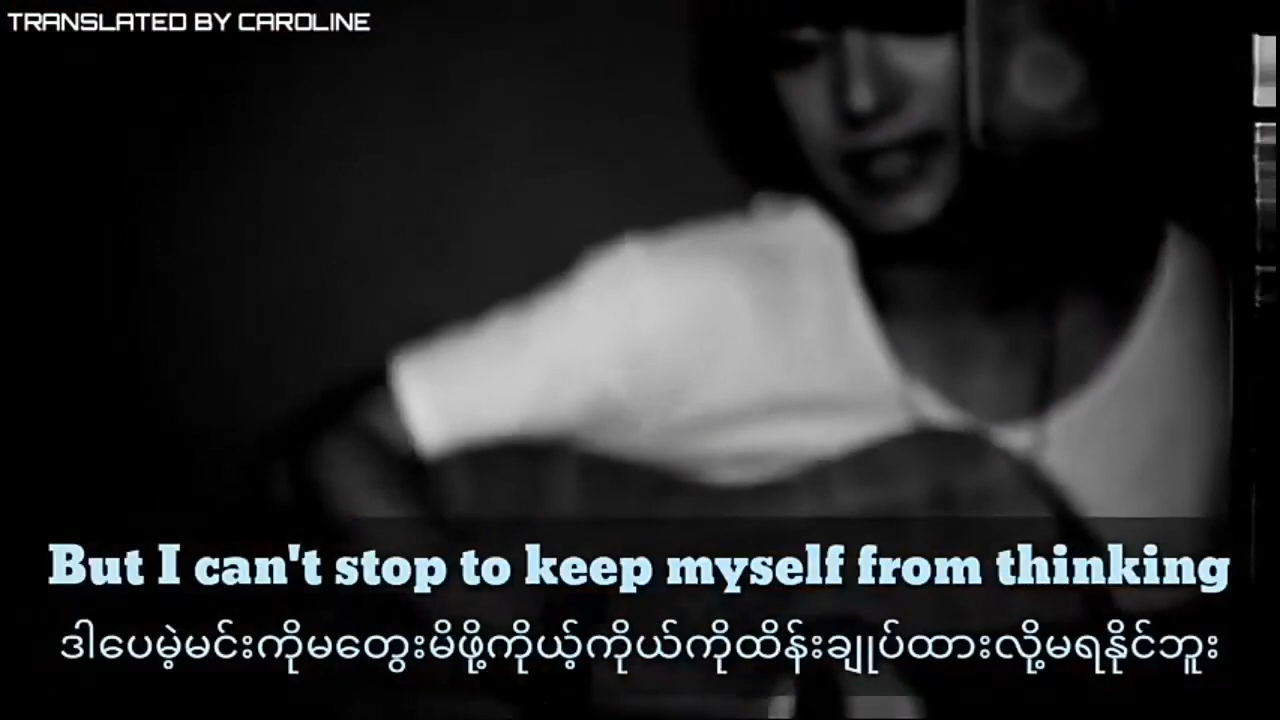 TRANSLATED BY CAROLINE
But I can't stop to keep myself from thinking
ဒါပေမဲ့မင်းကိုမတွေးမိဖို့ကိုယ့်ကိုယ်ကိုထိန်းချုပ်ထားလို့မရနိုင်ဘူး